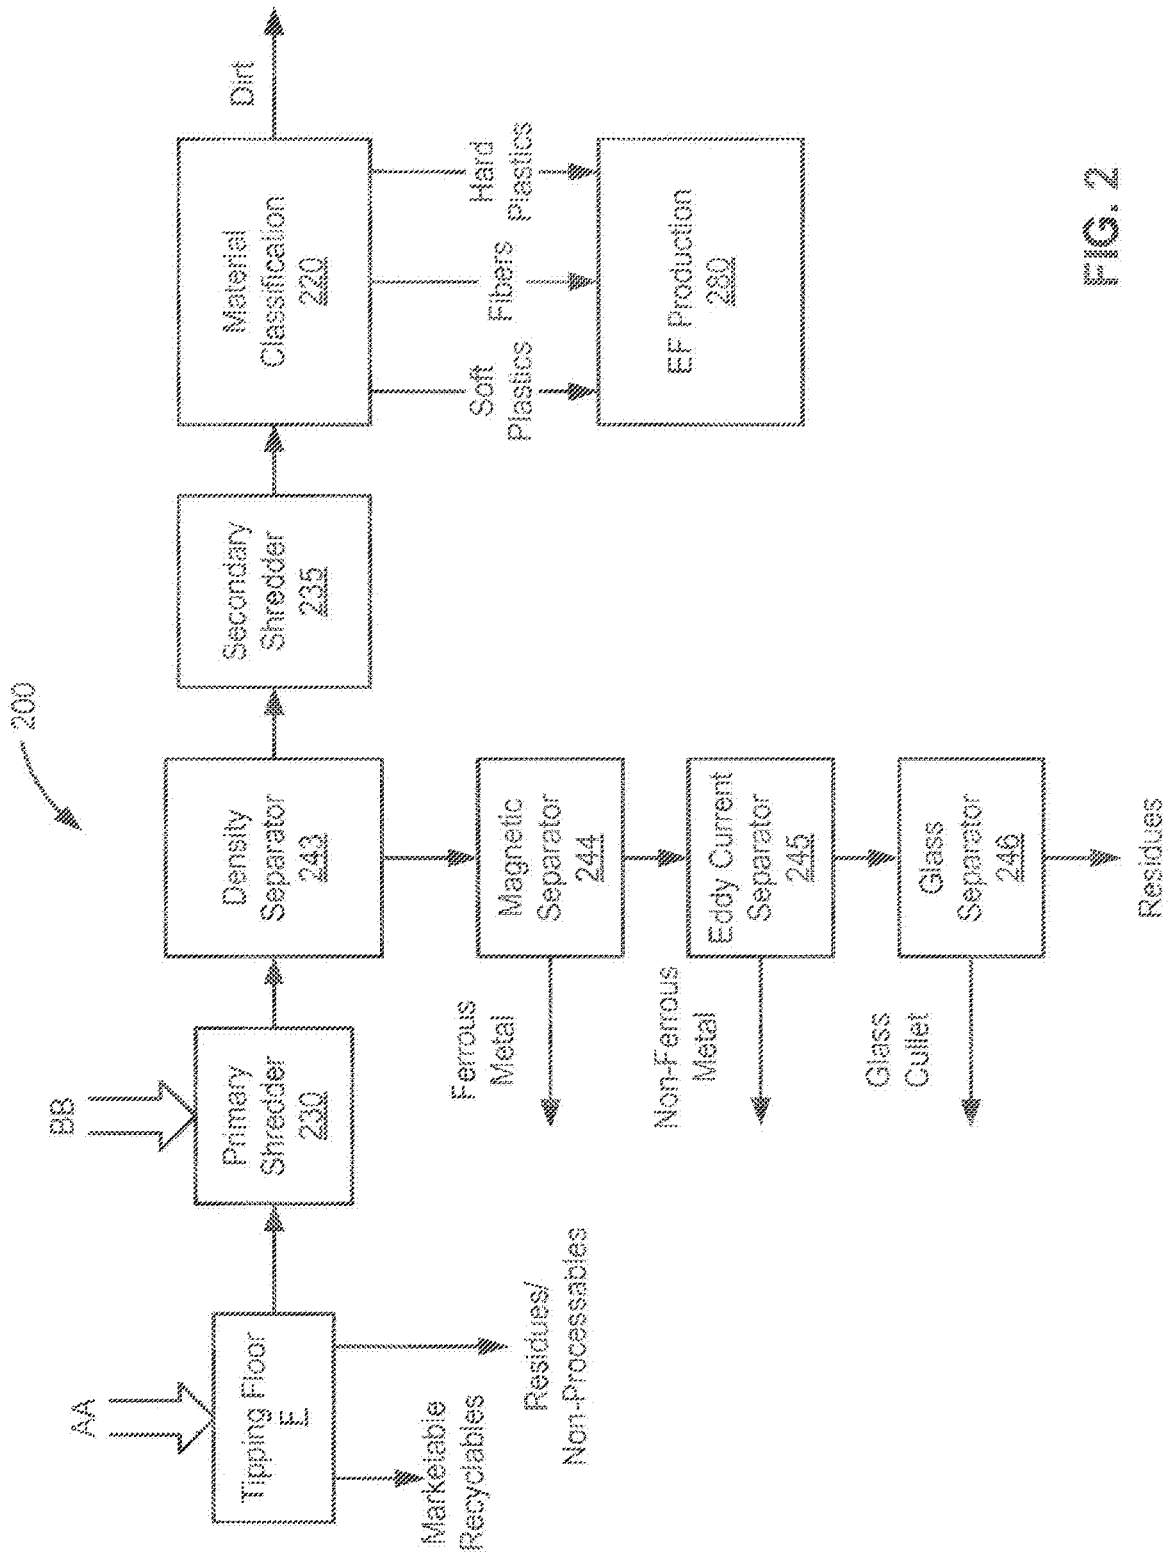 200
AA
BB
Tipping Floor
E
Marketable
Recyclables
Residues/
Non-Processables
Primary
Shredder
230
Density
Separator
243
Secondary
Shredder
235
Material
Classification
220
Dirt
Soft
Plastics
Fibers
Hard
Plastics
EF Production
280
Magnetic
Separator
244
Ferrous
Metal
Eddy Current
Separator
245
Non-Ferrous
Metal
Glass
Separator
246
Glass
Cullet
Residues
FIG. 2